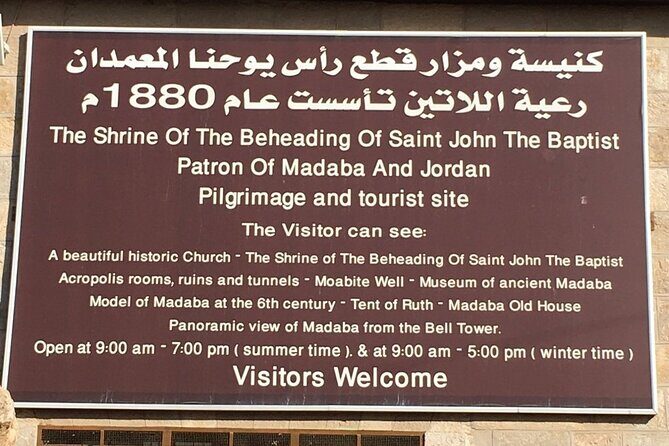 كنيسة ومزار قطع رأس يوحنا المعمدان
رعية اللاتين تأسست عام 1880م
The Shrine Of The Beheading Of Saint John The Baptist
Patron Of Madaba And Jordan
Pilgrimage and tourist site
The Visitor can see:
A beautiful historic Church - The Shrine of The Beheading Of Saint John The Baptist
Acropolis rooms, ruins and tunnels - Moabite Well - Museum of ancient Madaba
Model of Madaba at the 6th century - Tent of Ruth - Madaba Old House
Panoramic view of Madaba from the Bell Tower.
Open at 9:00 am - 7:00 pm ( summer time ). & at 9:00 am - 5:00 pm ( winter time )
Visitors Welcome